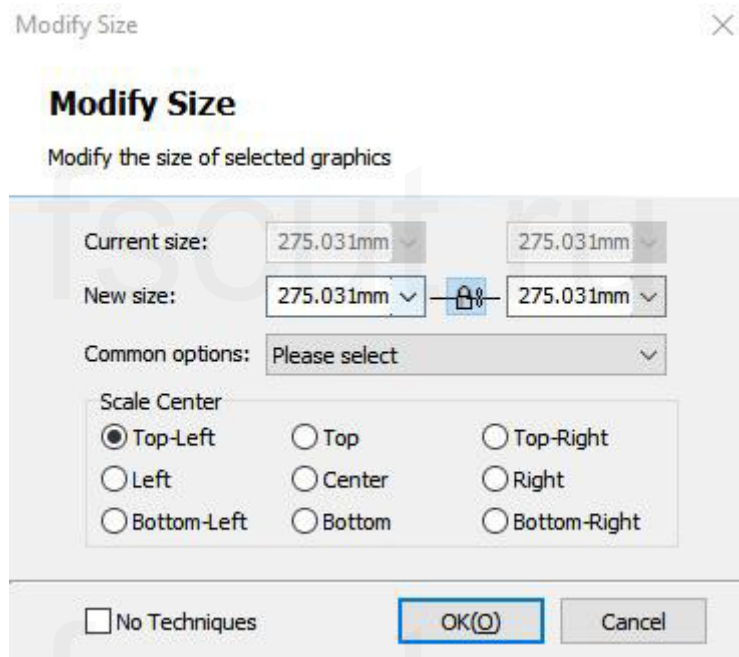 Modify Size
Modify Size
Modify the size of selected graphics
fscut.ru
Current size: 275.031mm 275.031mm
New size: 275.031mm 275.031mm
Common options: Please select
Scale Center
Top-Left Top Top-Right
Left Center Right
Bottom-Left Bottom Bottom-Right
No Techniques OK(O) Cancel